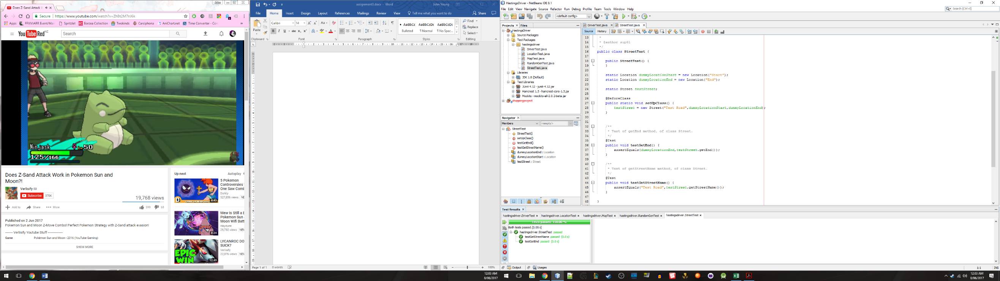 Does Z-Sand Attack W
Secure
https://www.youtube.com/watch?v=ZhBt2M7nJ6k
Apps
FFXIV/ARR Event/Ma
Spritzlet
Eorzea Collection
Twokinds
Carciphona
AniChart.net
Time Converter - Con
YouTube Red NZ
Search
Ninjask
Lv.50
125/166
Does Z-Sand Attack Work in Pokemon Sun and
Moon?!
Verlisify
Subscribe 370K
19,768 views
Add to
Share
More
599
68
Published on 2 Jun 2017
Pokemon Sun and Moon Z-Move Combo! Perfect Pokemon Strategy with Z-Sand attack evasion!
Verlisify Youtube Stuff
Game
Pokémon Sun and Moon - 2016 (YouTube Gaming)
SHOW MORE
Up next
Autoplay
5 Pokemon
Controversies
One Saw Comi
Dorkly
527,036 views
8:43
Mew Is Still a B
Pokemon Sun
Moon Wifi Batt
Haydunn
25,732 views
8:24
LYCANROC DO
SUCK?
Verlisify
22,076 views
EPIC
WIN
12:49
assignment3.docx - Word
John Young
File
Home
Insert
Design
Layout
References
Mailings
Review
View
Tell me what you want to do
Share
Paste
Calibri
14
Clipboard
Font
Paragraph
Styles
Editing
AaBbCc
AaBbCcDc
AaBbCcDc
Bulleted
¶ Normal
¶ No Spac...
Find
Replace
Select
Page 1 of 1
0 words
100%
12:03 AM
8/06/2017
HastingsDriver - NetBeans IDE 8.1
File Edit View Navigate Source Refactor Run Debug Profile Team Tools Window Help
Search (Ctrl+I)
<default config>
Projects
Files
HastingsDriver
Source Packages
Test Packages
hastingsdriver
DriverTest.java
LocationTest.java
MapTest.java
RandomGenTest.java
StreetTest.java
Libraries
JDK 1.8 (Default)
Test Libraries
JUnit 4.12 - junit-4.12.jar
Hamcrest 1.3 - hamcrest-core-1.3.jar
Mockito - mockito-all-2.0.2-beta.jar
shoppingproject
Navigator
Members
<empty>
StreetTest
StreetTest()
setUpClass()
testGetEnd()
testGetStreetName()
dummyLocationEnd : Location
dummyLocationStart : Location
testStreet : Street
DriverTest.java
StreetTest.java
Source
History
13 *
14 * @author sup61
15 */
16 public class StreetTest {
17
18 public StreetTest() {
19 }
20
21 static Location dummyLocationStart = new Location("Start");
22 static Location dummyLocationEnd = new Location("End");
23
24 static Street testStreet;
25
26 @BeforeClass
27 public static void setUpClass() {
28 testStreet = new Street("Test Road",dummyLocationStart,dummyLocationEnd);
29 }
30
31
32 /**
33 * Test of getEnd method, of class Street.
34 */
35 @Test
36 public void testGetEnd() {
37 assertEquals(dummyLocationEnd,testStreet.getEnd());
38 }
39
40 /**
41 * Test of getStreetName method, of class Street.
42 */
43 @Test
44 public void testGetStreetName() {
45 assertEquals("Test Road",testStreet.getStreetName());
46 }
47
48 }
Test Results
hastingsdriver.DriverTest
hastingsdriver.LocationTest
hastingsdriver.MapTest
hastingsdriver.RandomGenTest
hastingsdriver.StreetTest
Tests passed: 100.00 %
Both tests passed.(0.05 s)
hastingsdriver.StreetTest passed
testGetStreetName passed (0.0 s)
testGetEnd passed (0.0 s)
Output
Usages
1:1
INS
12:03 AM
8/06/2017